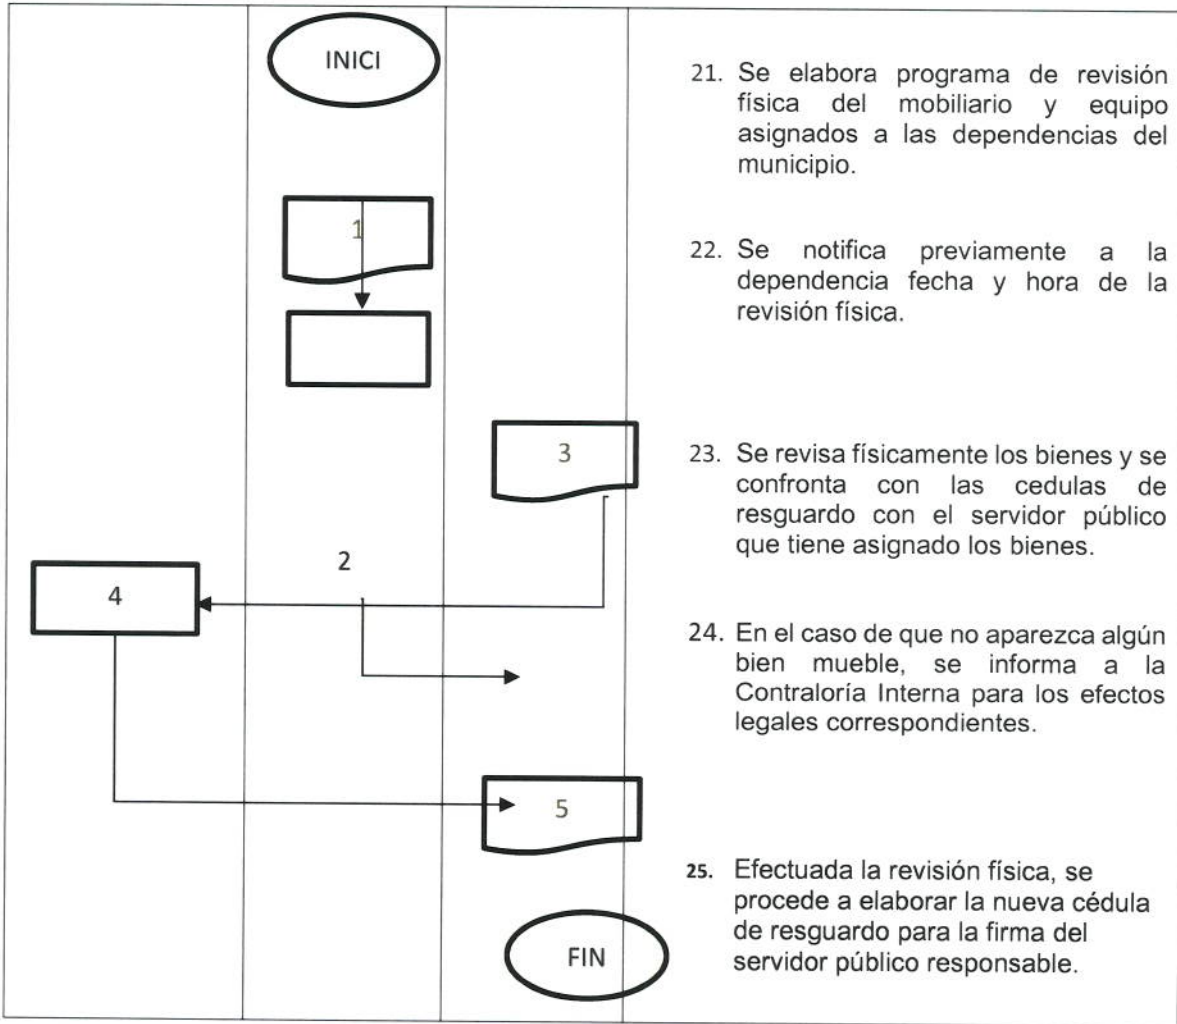 INICI
1
3
2
4
5
FIN
21. Se elabora programa de revisión
física del mobiliario y equipo
asignados a las dependencias del
municipio.
22. Se notifica previamente a la
dependencia fecha y hora de la
revisión física.
23. Se revisa físicamente los bienes y se
confronta con las cedulas de
resguardo con el servidor público
que tiene asignado los bienes.
24. En el caso de que no aparezca algún
bien mueble, se informa a la
Contraloría Interna para los efectos
legales correspondientes.
25. Efectuada la revisión física, se
procede a elaborar la nueva cédula
de resguardo para la firma del
servidor público responsable.